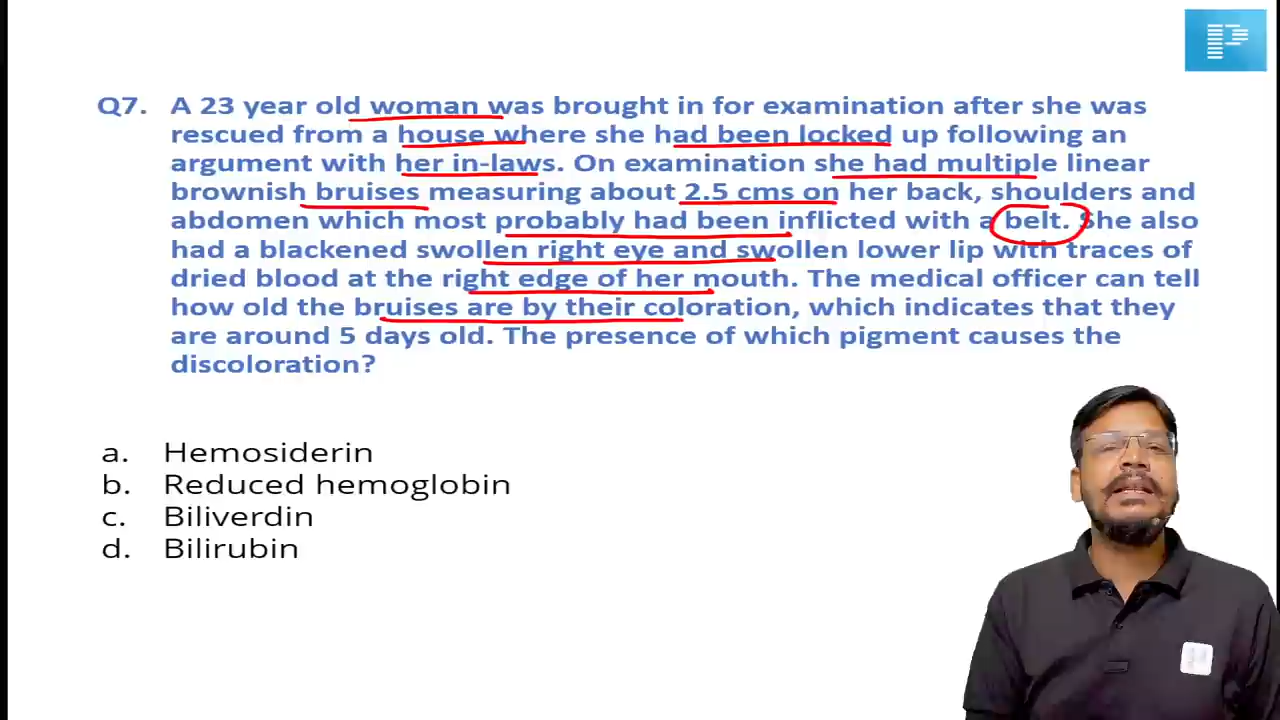 Q7. A 23 year old woman was brought in for examination after she was
rescued from a house where she had been locked up following an
argument with her in-laws. On examination she had multiple linear
brownish bruises measuring about 2.5 cms on her back, shoulders and
abdomen which most probably had been inflicted with a belt. She also
had a blackened swollen right eye and swollen lower lip with traces of
dried blood at the right edge of her mouth. The medical officer can tell
how old the bruises are by their coloration, which indicates that they
are around 5 days old. The presence of which pigment causes the
discoloration?
a. Hemosiderin
b. Reduced hemoglobin
c. Biliverdin
d. Bilirubin